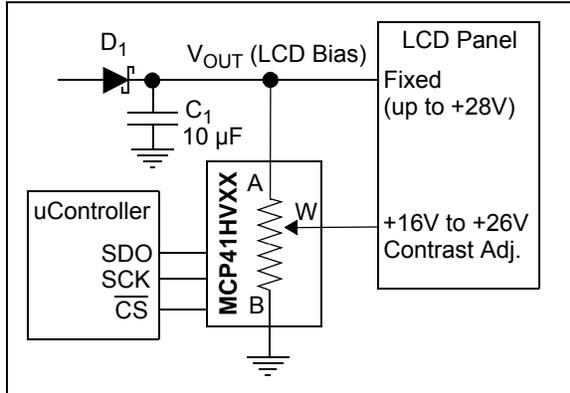 D1
VOUT (LCD Bias)
LCD Panel
Fixed
(up to +28V)
C1
10 µF
MCP41HVXX
A
W
B
+16V to +26V
Contrast Adj.
uController
SDO
SCK
CS